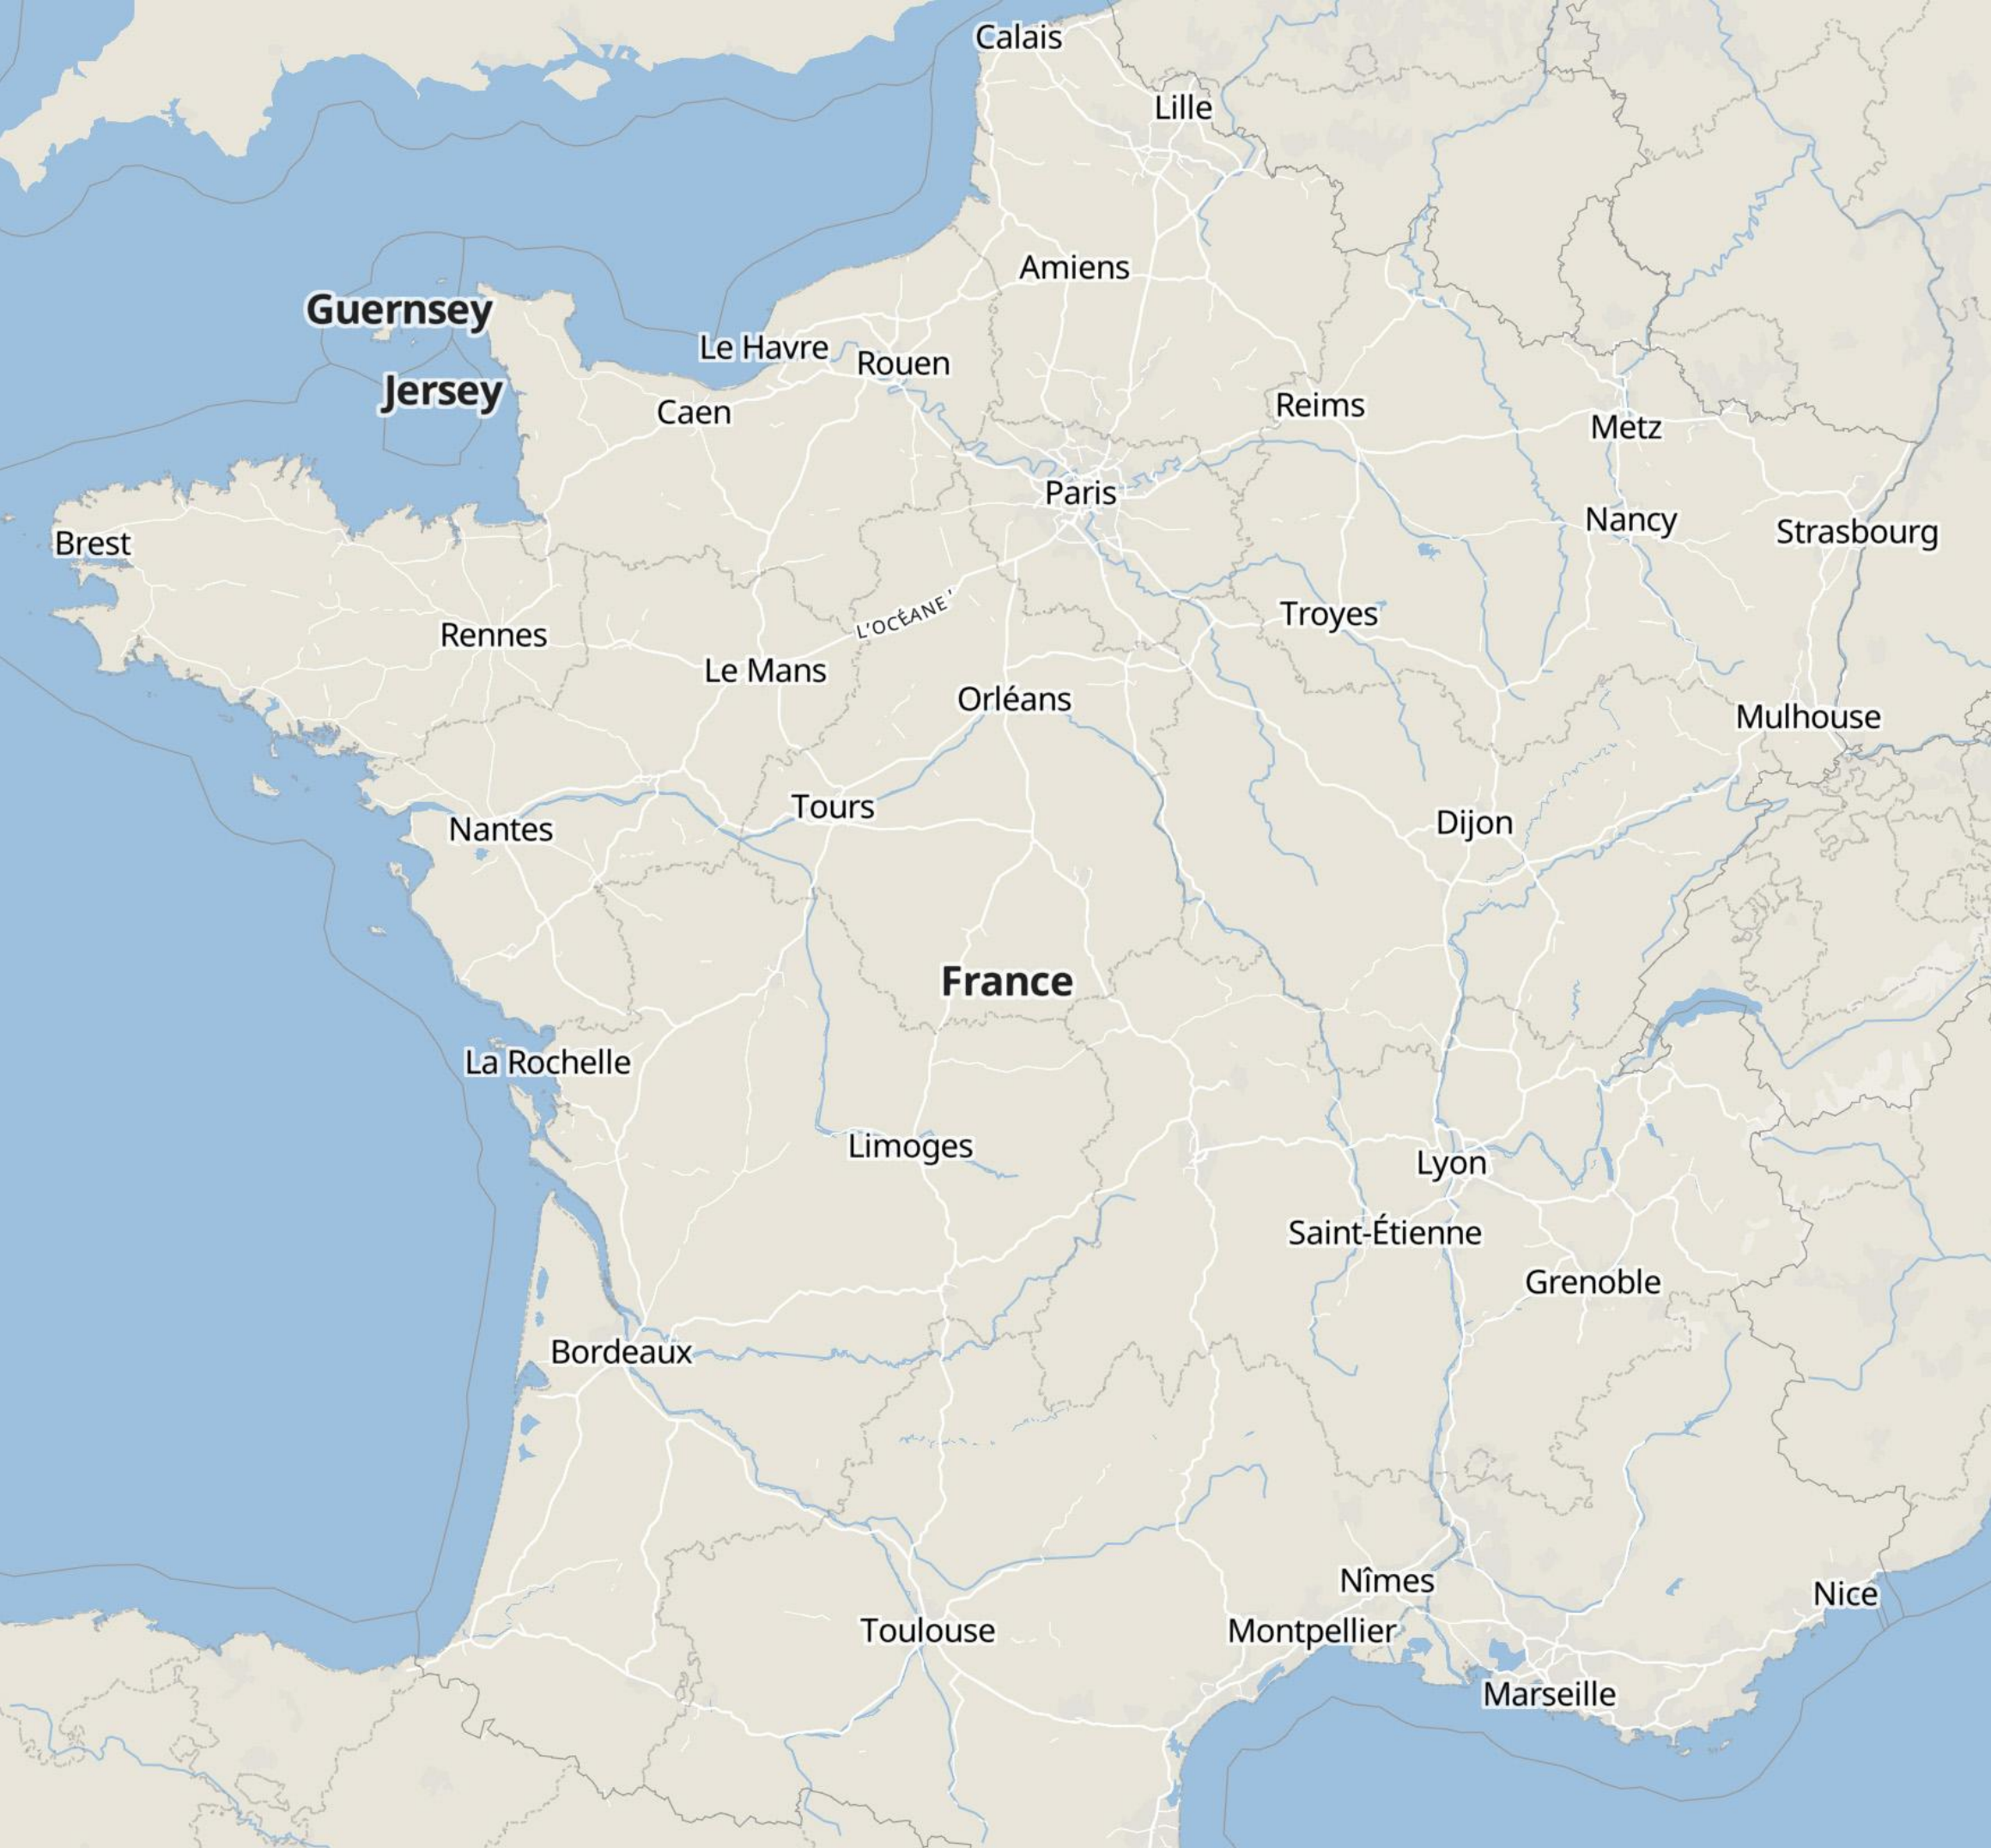 Calais
Lille
Amiens
Guernsey
Le Havre
Rouen
Jersey
Caen
Reims
Metz
Paris
Nancy
Strasbourg
Brest
L'OCÉANE
Troyes
Rennes
Le Mans
Orléans
Mulhouse
Tours
Nantes
Dijon
France
La Rochelle
Limoges
Lyon
Saint-Étienne
Grenoble
Bordeaux
Nîmes
Nice
Toulouse
Montpellier
Marseille